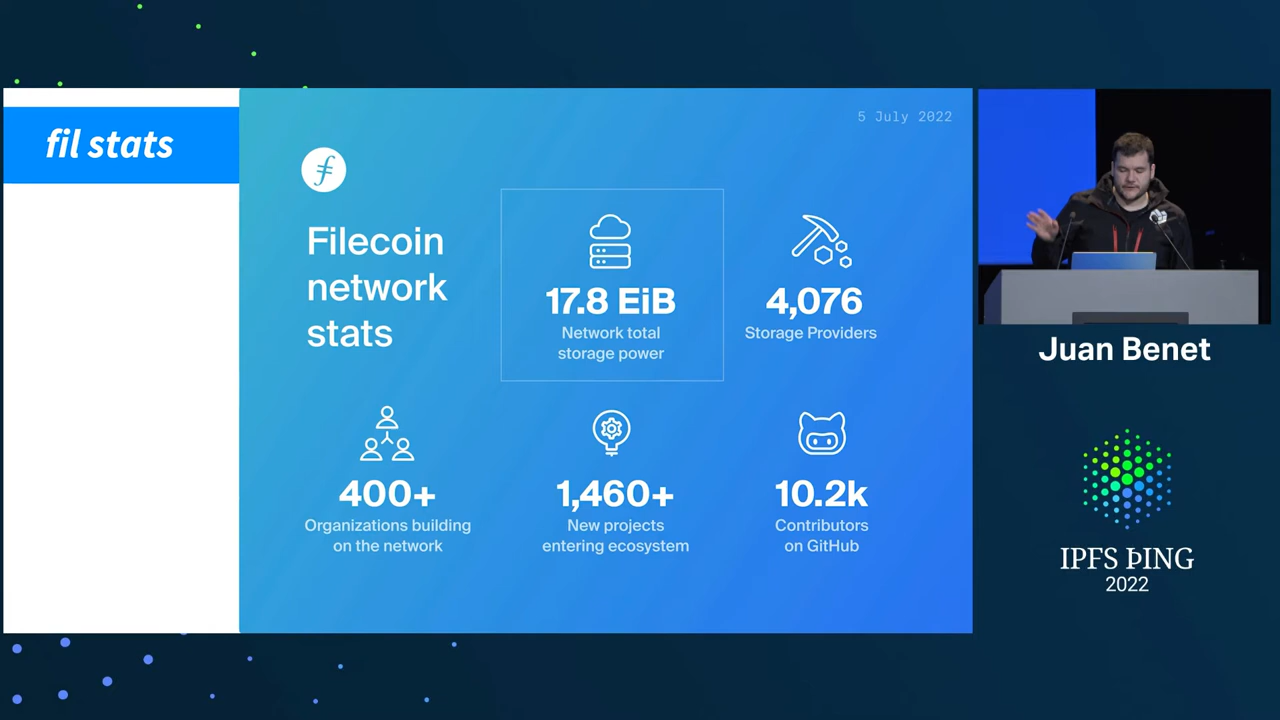 fil stats
5 July 2022
Filecoin
network
stats
17.8 EiB
Network total
storage power
4,076
Storage Providers
400+
Organizations building
on the network
1,460+
New projects
entering ecosystem
10.2k
Contributors
on GitHub
Juan Benet
IPFS ÞING
2022